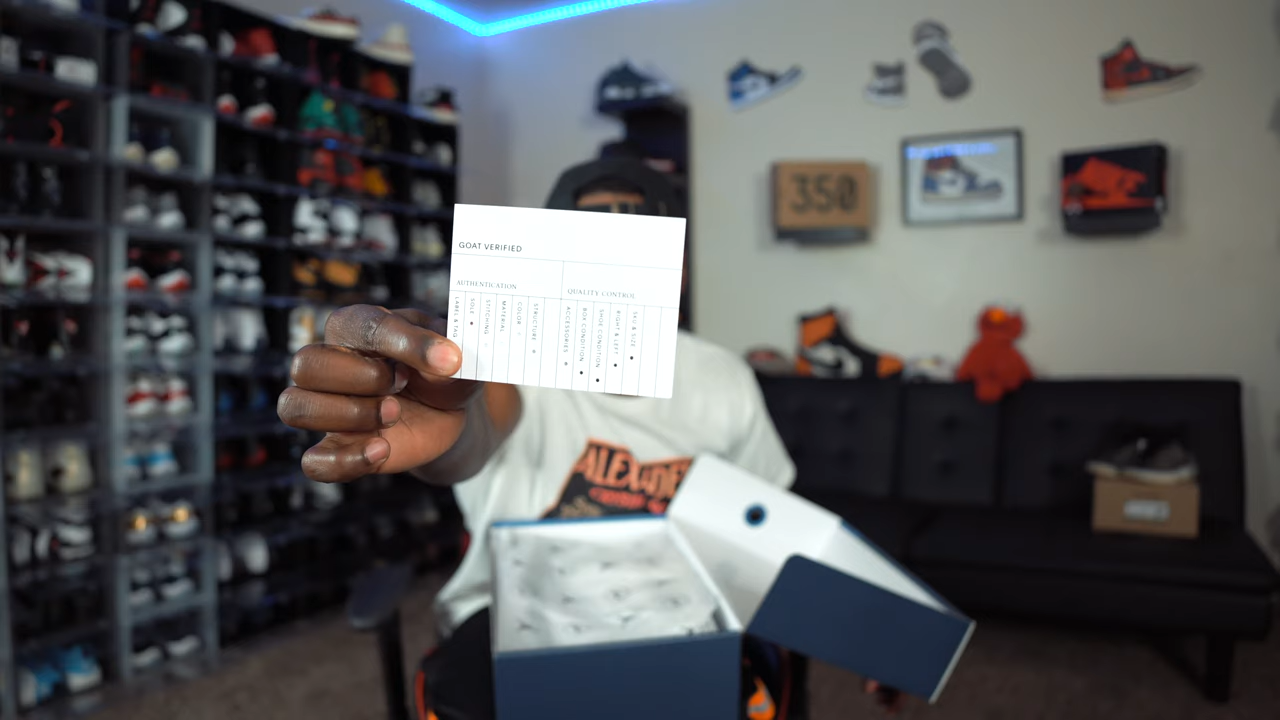 350
GOAT VERIFIED
AUTHENTICATION
QUALITY CONTROL
LABEL & TAG
SOLE
STITCHING
MATERIAL
COLOR
STRUCTURE
ACCESSORIES
BOX CONDITION
SHOE CONDITION
RIGHT & LEFT
SKU & SIZE